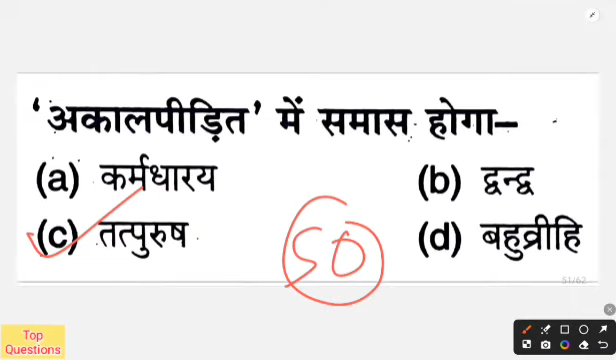 ‘अकालपीड़ित’ में समास होगा–
(a) कर्मधारय (b) द्वन्द्व
(c) तत्पुरुष (d) बहुव्रीहि
50
51/62
Top
Questions